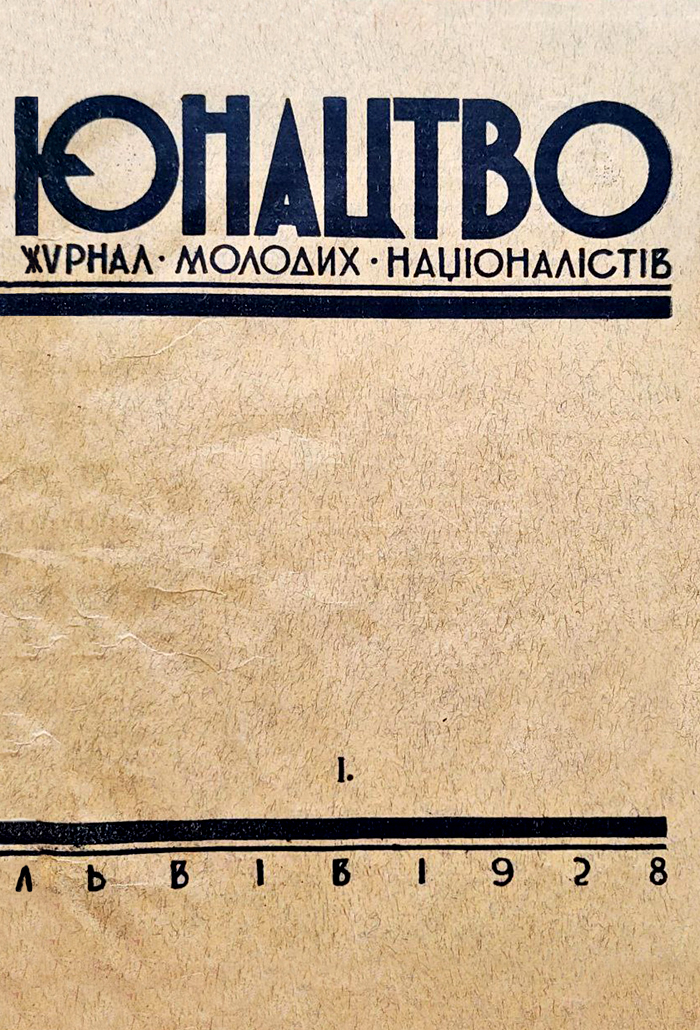 ЮНАЦТВО
ЖУРНАЛ · МОЛОДИХ · НАЦІОНАЛІСТІВ
I.
ЛЬВІВ 1928